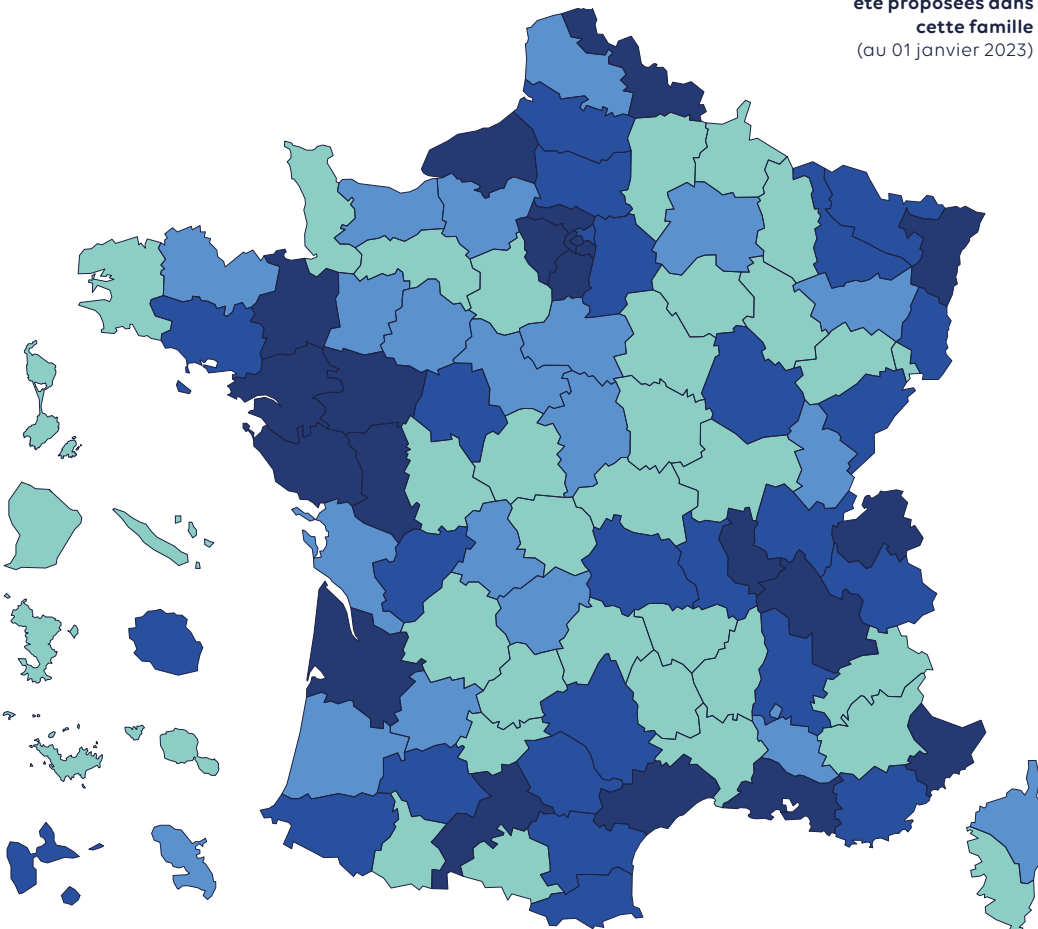 été proposées dans
cette famille
(au 01 janvier 2023)